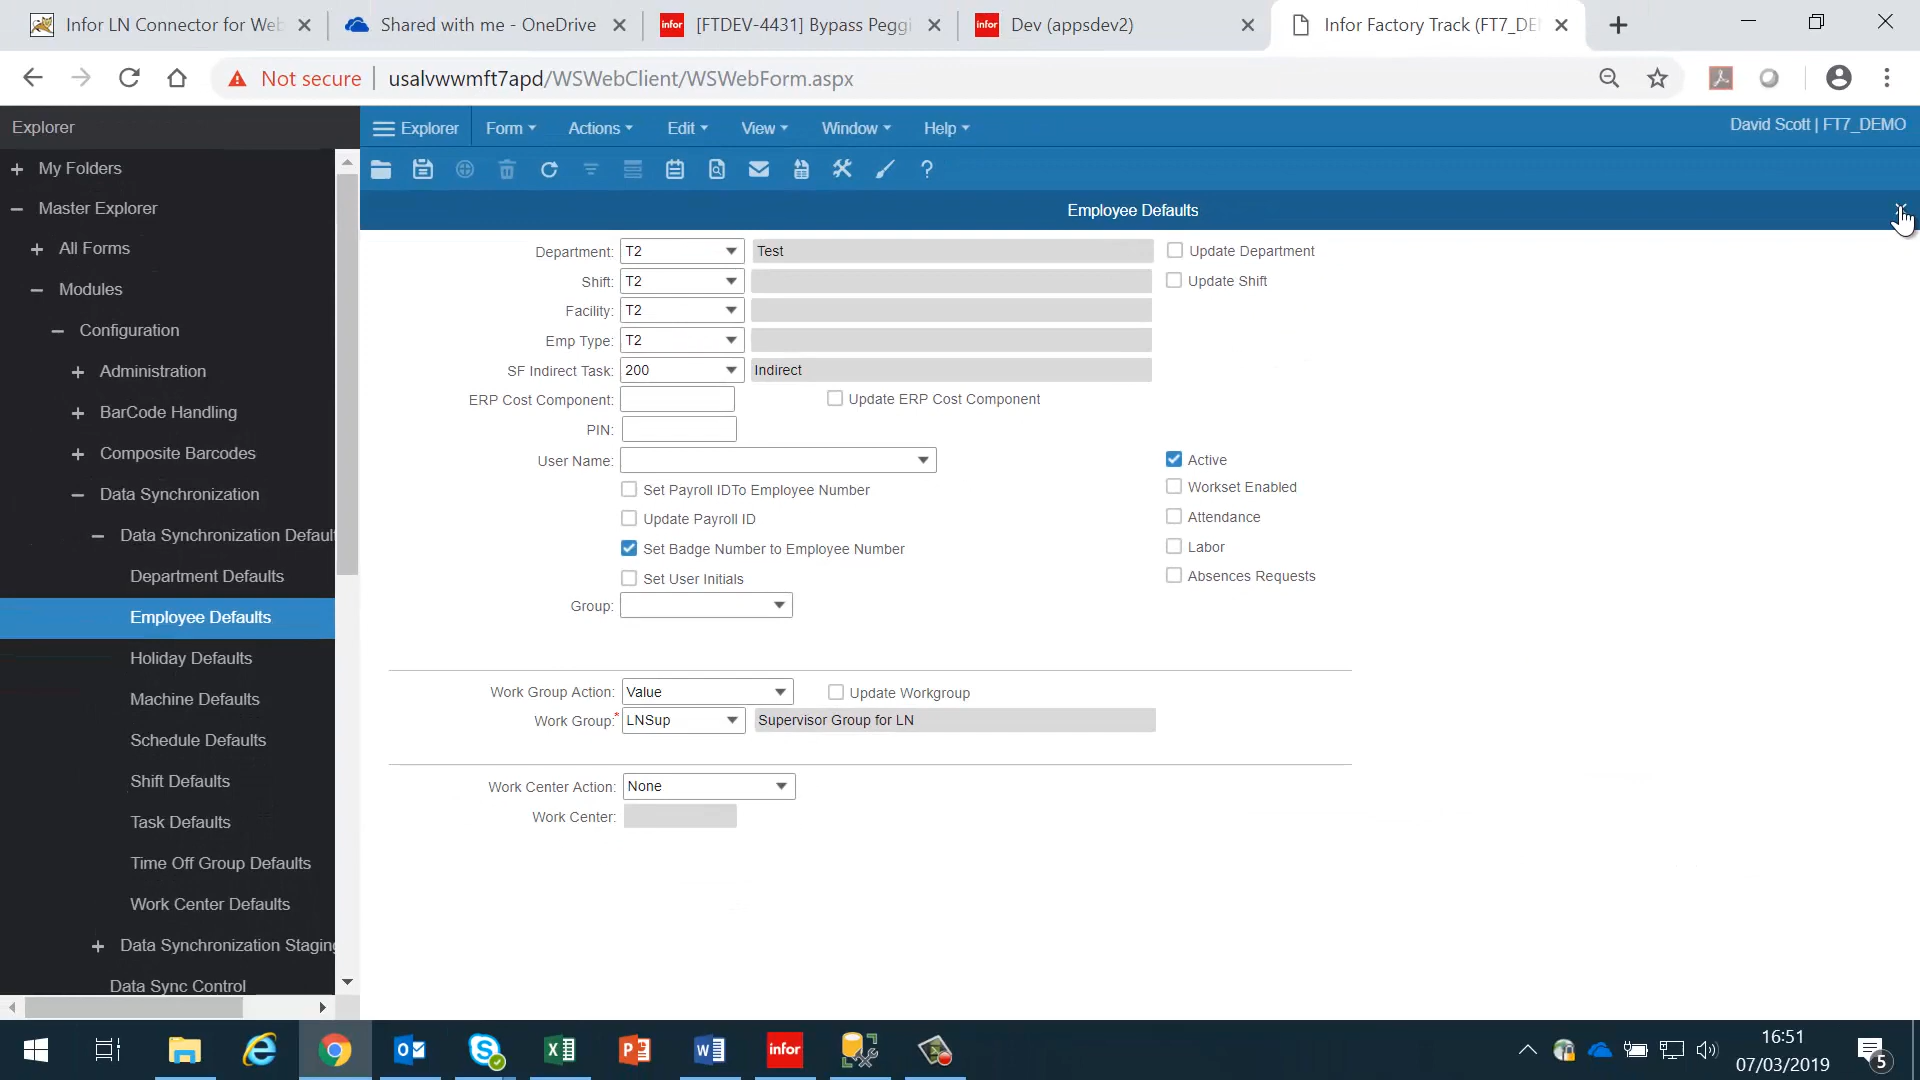 Infor LN Connector for Web
Shared with me - OneDrive
infor
[FTDEV-4431] Bypass Peggi
infor
Dev (appsdev2)
Infor Factory Track (FT7_DE
Not secure
usalvwwmft7apd/WSWebClient/WSWebForm.aspx
Explorer
Explorer
Form
Actions
Edit
View
Window
Help
David Scott | FT7_DEMO
My Folders
Master Explorer
All Forms
Modules
Configuration
Administration
BarCode Handling
Composite Barcodes
Data Synchronization
Data Synchronization Defaul
Department Defaults
Employee Defaults
Holiday Defaults
Machine Defaults
Schedule Defaults
Shift Defaults
Task Defaults
Time Off Group Defaults
Work Center Defaults
Data Synchronization Staging
Data Sync Control
Employee Defaults
Department: T2 Test Update Department
Shift: T2 Update Shift
Facility: T2
Emp Type: T2
SF Indirect Task: 200 Indirect
ERP Cost Component: Update ERP Cost Component
PIN:
User Name: Active
Set Payroll IDTo Employee Number Workset Enabled
Update Payroll ID Attendance
Set Badge Number to Employee Number Labor
Set User Initials Absences Requests
Group:
Work Group Action: Value Update Workgroup
Work Group:* LNSup Supervisor Group for LN
Work Center Action: None
Work Center:
infor
16:51
07/03/2019
5